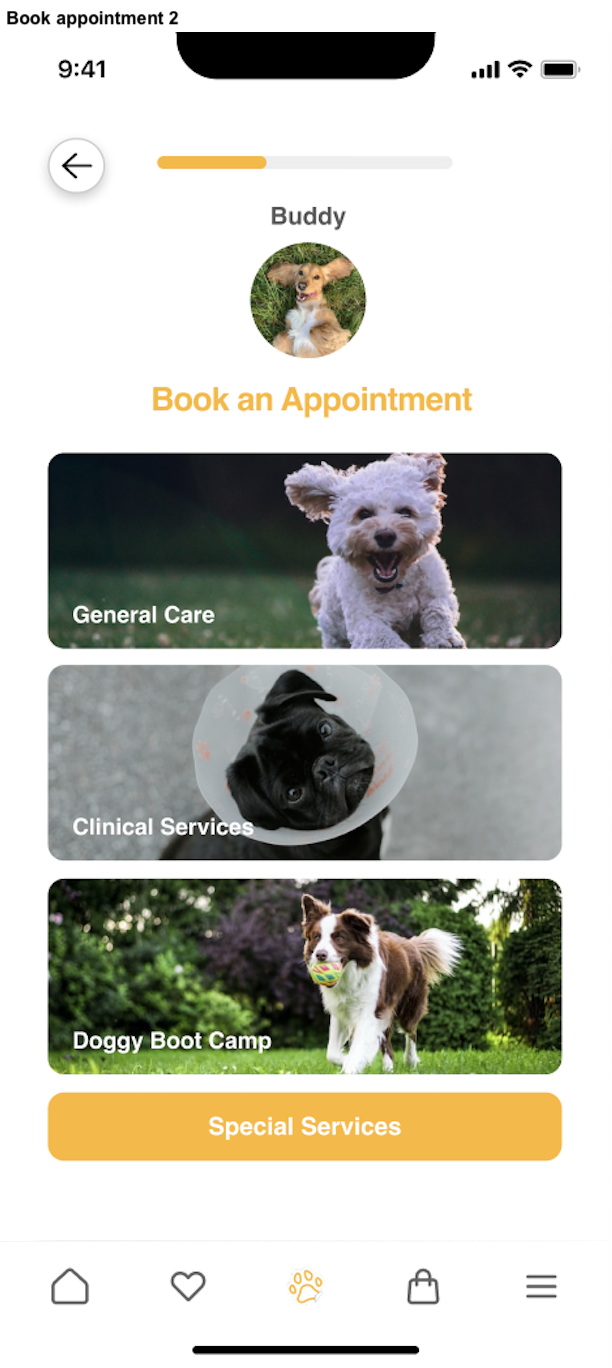 Book appointment 2
9:41
Buddy
Book an Appointment
General Care
Clinical Services
Doggy Boot Camp
Special Services